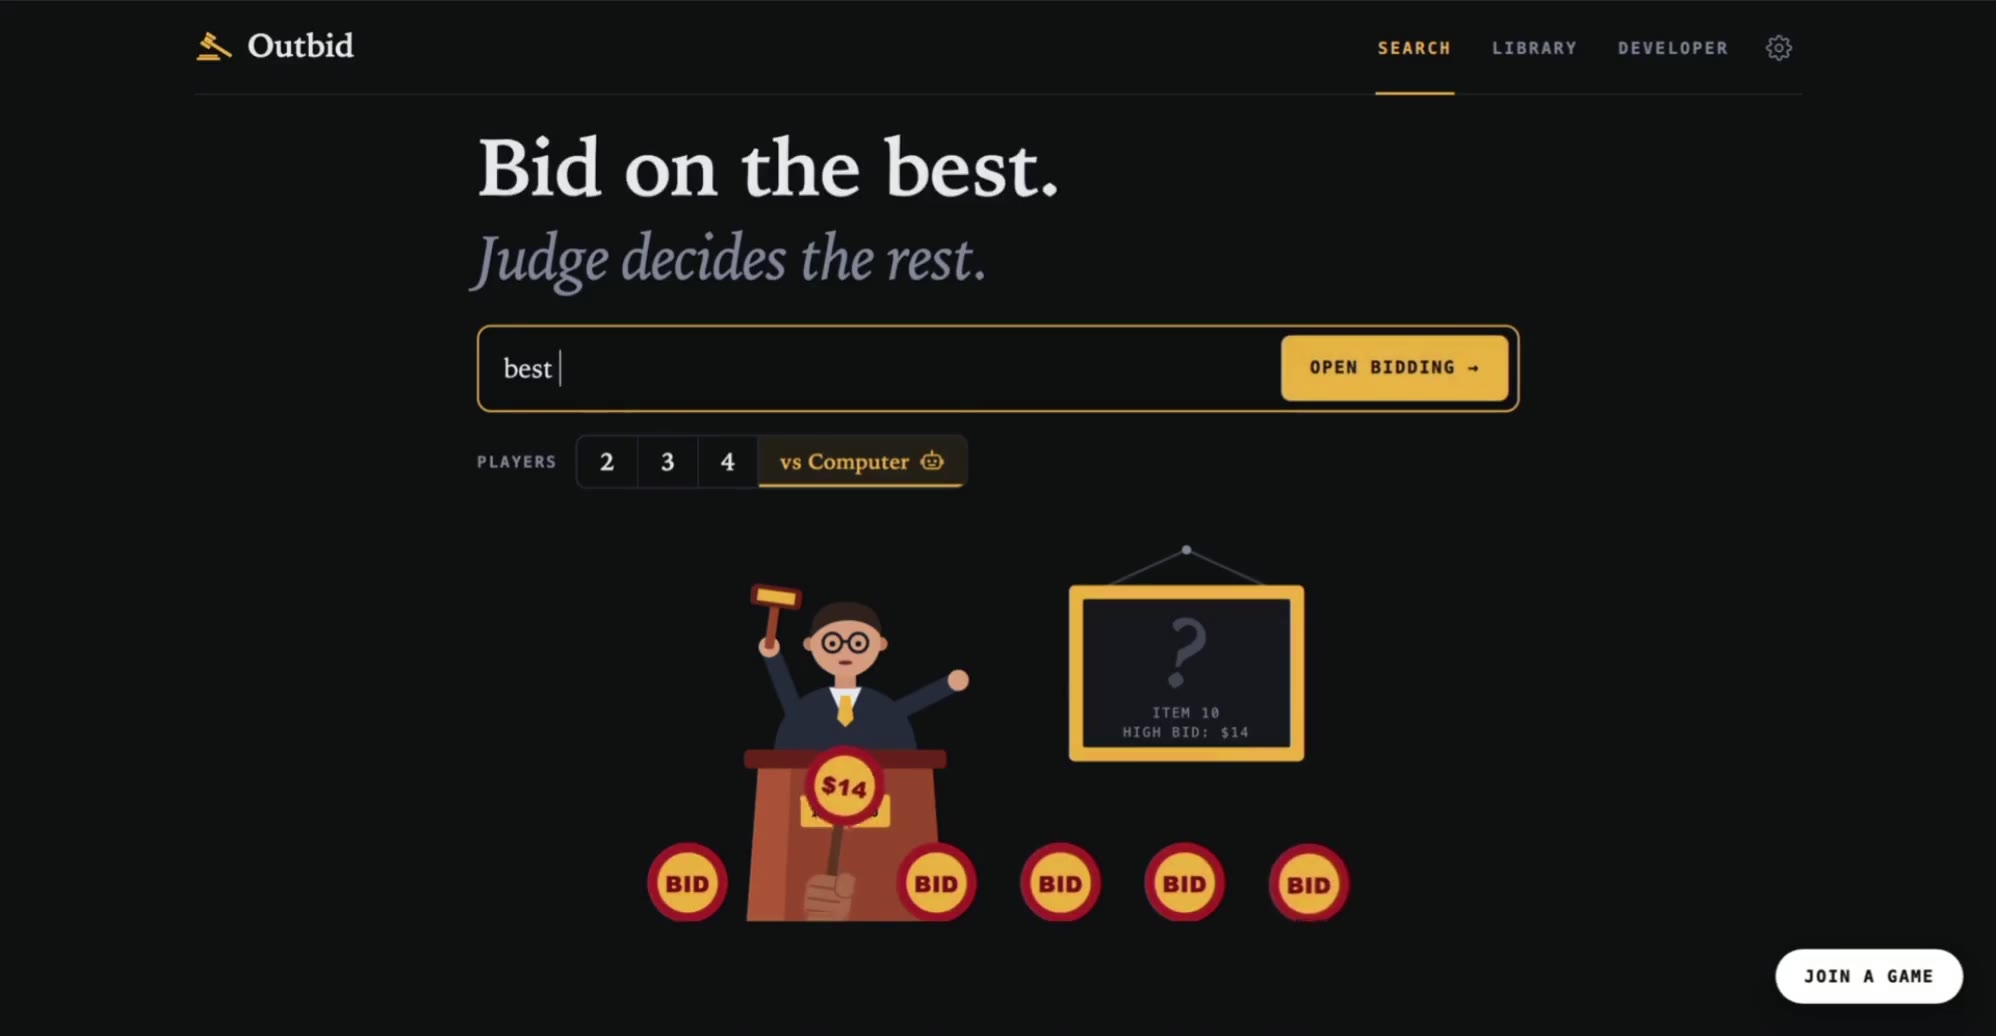 Outbid
SEARCH
LIBRARY
DEVELOPER
Bid on the best.
Judge decides the rest.
best
OPEN BIDDING →
PLAYERS
2
3
4
vs Computer
?
ITEM 10
HIGH BID: $14
$14
BID
BID
BID
BID
BID
JOIN A GAME